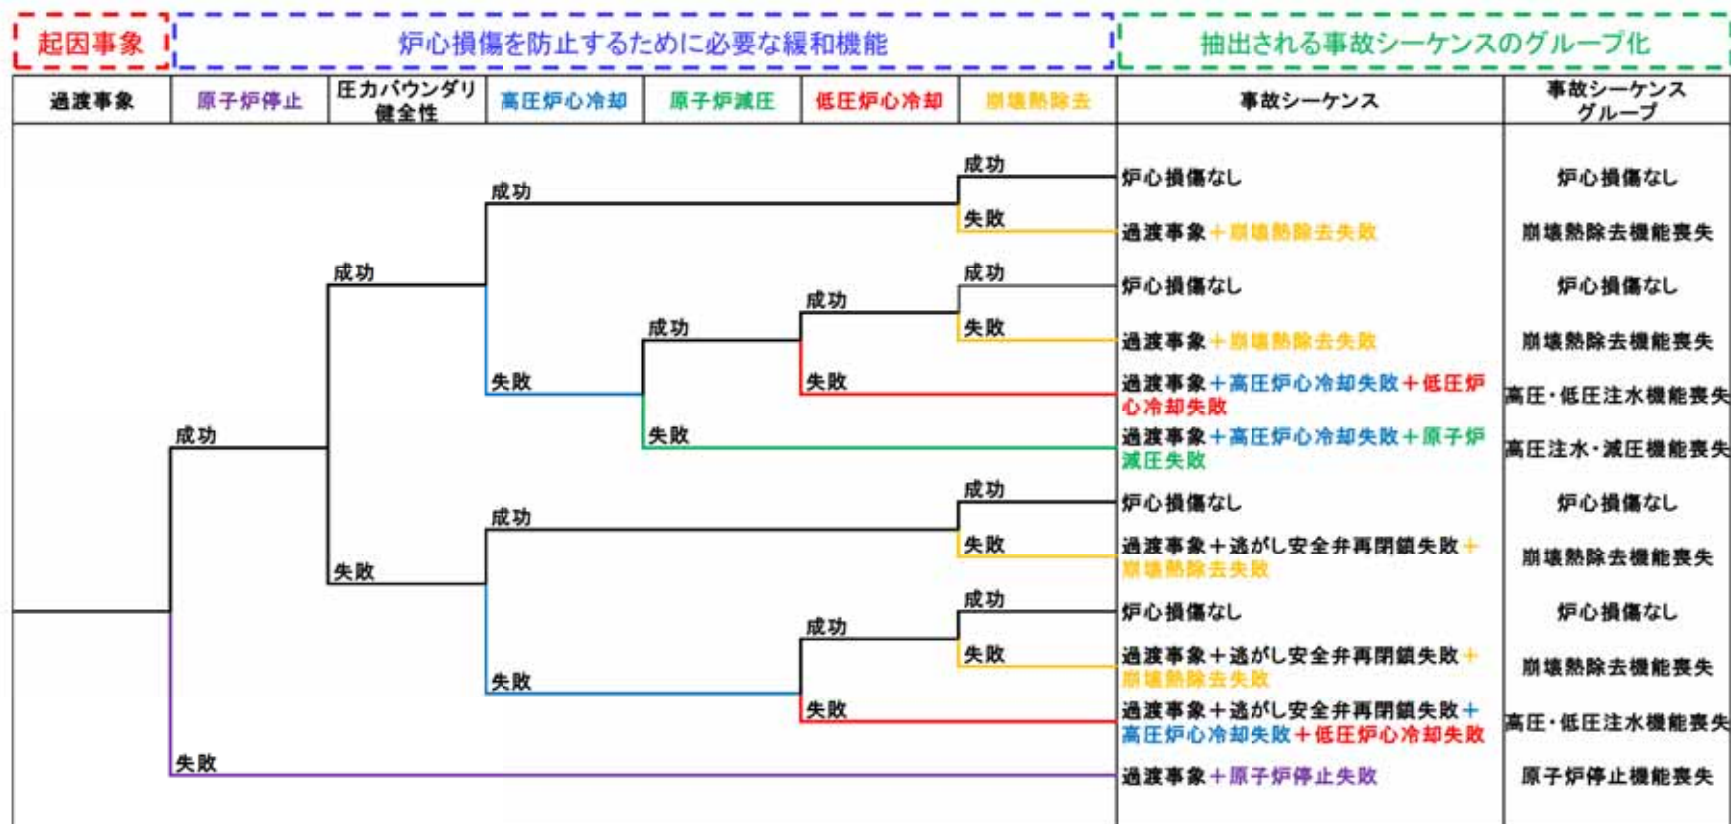 起因事象
炉心損傷を防止するために必要な緩和機能
抽出される事故シーケンスのグループ化
過渡事象
原子炉停止
圧力バウンダリ
健全性
高圧炉心冷却
原子炉減圧
低圧炉心冷却
崩壊熱除去
事故シーケンス
事故シーケンス
グループ
成功
炉心損傷なし
炉心損傷なし
成功
失敗
過渡事象＋崩壊熱除去失敗
崩壊熱除去機能喪失
成功
成功
炉心損傷なし
炉心損傷なし
成功
成功
失敗
過渡事象＋崩壊熱除去失敗
崩壊熱除去機能喪失
失敗
失敗
過渡事象＋高圧炉心冷却失敗＋低圧炉
心冷却失敗
高圧・低圧注水機能喪失
成功
失敗
過渡事象＋高圧炉心冷却失敗＋原子炉
減圧失敗
高圧注水・減圧機能喪失
成功
炉心損傷なし
炉心損傷なし
成功
失敗
過渡事象＋逃がし安全弁再閉鎖失敗＋
崩壊熱除去失敗
崩壊熱除去機能喪失
失敗
成功
炉心損傷なし
炉心損傷なし
成功
失敗
過渡事象＋逃がし安全弁再閉鎖失敗＋
崩壊熱除去失敗
崩壊熱除去機能喪失
失敗
失敗
過渡事象＋逃がし安全弁再閉鎖失敗＋
高圧炉心冷却失敗＋低圧炉心冷却失敗
高圧・低圧注水機能喪失
失敗
過渡事象＋原子炉停止失敗
原子炉停止機能喪失